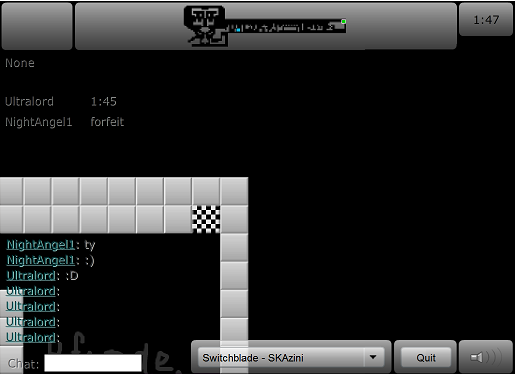 1:47
None
Ultralord 1:45
NightAngel1 forfeit
NightAngel1: ty
NightAngel1: :)
Ultralord: :D
Ultralord:
Ultralord:
Ultralord:
Ultralord:
Chat:
Switchblade - SKAzini
Quit